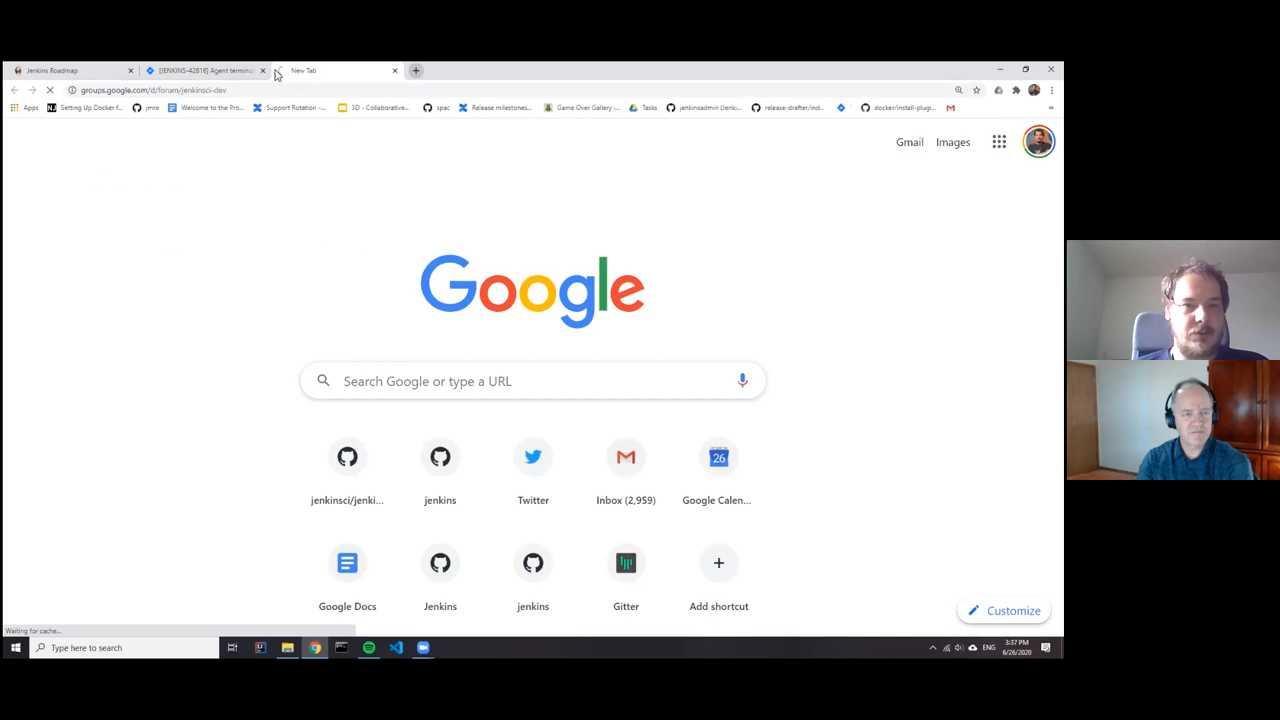 Jenkins Roadmap
[JENKINS-42816] Agent termins
New Tab
groups.google.com/d/forum/jenkinsci-dev
Apps
Setting Up Docker f...
jmre
Welcome to the Pro...
Support Rotation -...
3D - Collaborative...
spac
Release milestones...
Game Over Gallery :...
Tasks
jenkinsadmin (Jenki...
release-drafter/ind...
docker/install-plugi...
»
Gmail Images
Google
Search Google or type a URL
26
jenkinsci/jenki... jenkins Twitter Inbox (2,959) Google Calen...
Google Docs Jenkins jenkins Gitter Add shortcut
Customize
Waiting for cache...
Type here to search
ENG
3:37 PM
6/26/2020